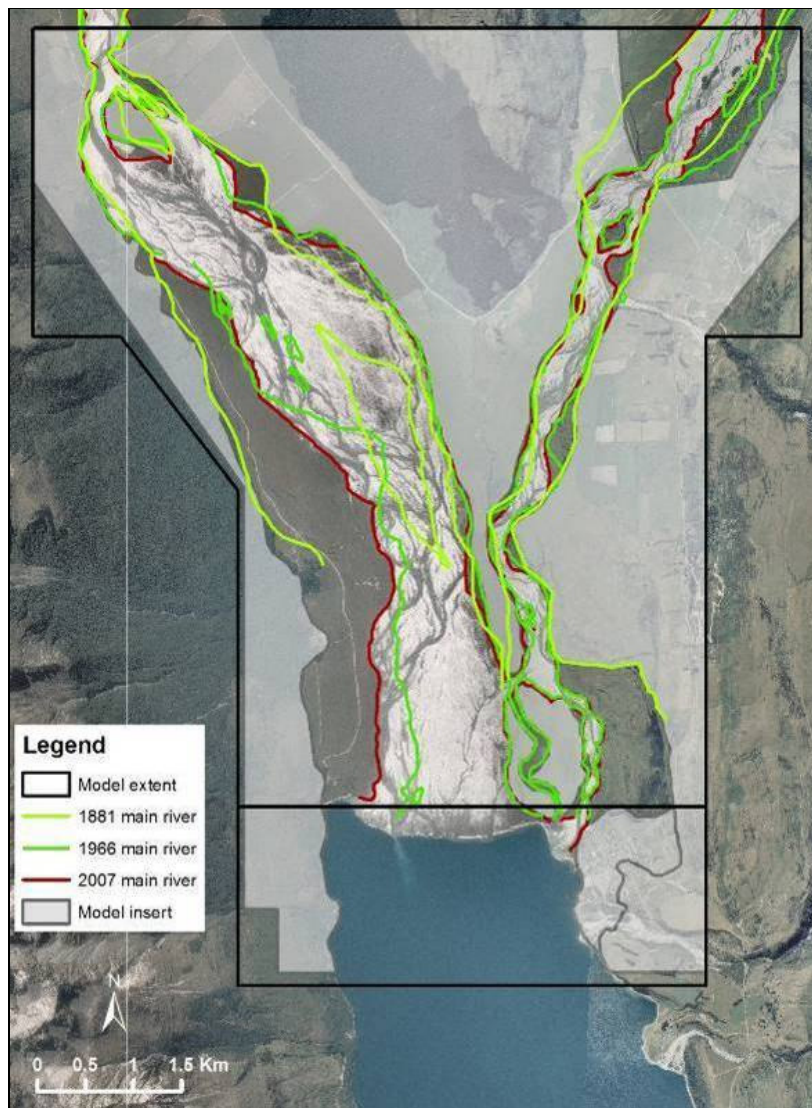 Legend
Model extent
1881 main river
1966 main river
2007 main river
Model insert
N
0 0.5 1 1.5 Km